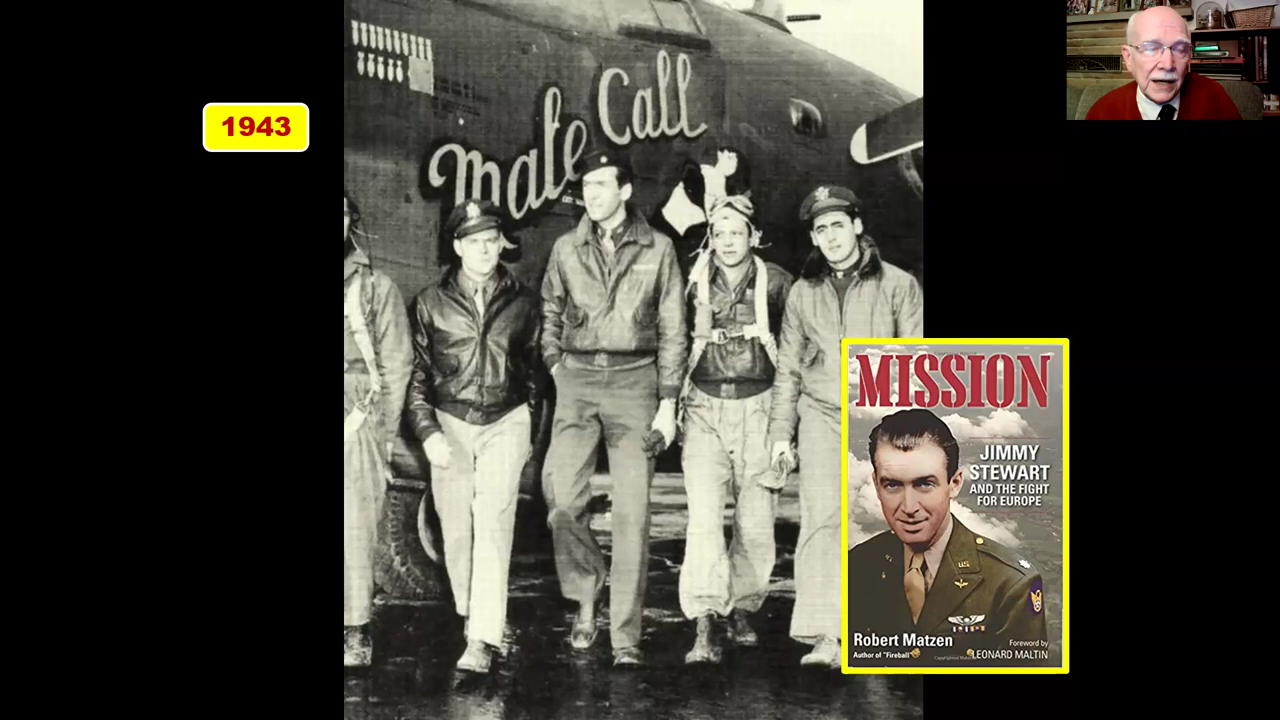 1943
Male Call
MISSION
JIMMY
STEWART
AND THE FIGHT
FOR EUROPE
US
Robert Matzen
Author of "Fireball"
Foreword by
LEONARD MALTIN